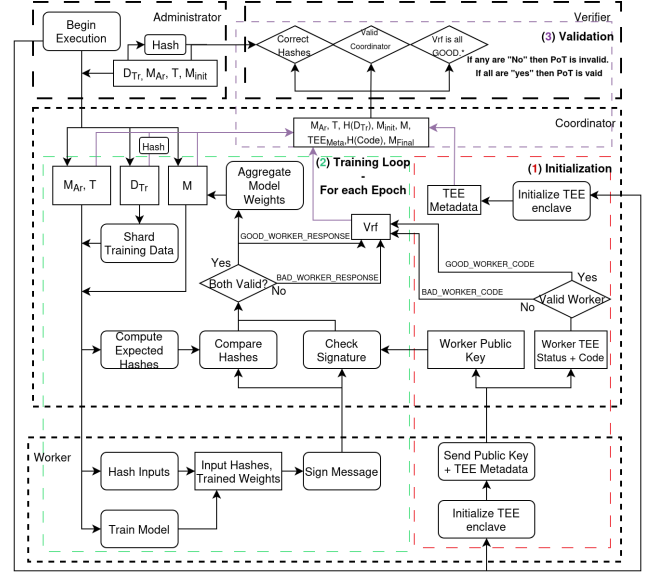 Begin
Execution
Administrator
Hash
D_Tr, M_Ar, T, M_init
Verifier
Correct
Hashes
Valid
Coordinator
Vrf is all
GOOD.*
(3) Validation
If any are "No" then PoT is invalid.
If all are "yes" then PoT is vaid
Coordinator
M_Ar, T, H(D_Tr), M_init, M,
TEE_Meta,H(Code), M_Final
Hash
M_Ar, T
D_Tr
M
Aggregate
Model
Weights
(2) Training Loop
-
For each Epoch
(1) Initialization
TEE
Metadata
Initialize TEE
enclave
Shard
Training Data
Vrf
GOOD_WORKER_RESPONSE
Yes
Both Valid?
No
BAD_WORKER_RESPONSE
GOOD_WORKER_CODE
Yes
BAD_WORKER_CODE
No
Valid Worker
Compute
Expected
Hashes
Compare
Hashes
Check
Signature
Worker Public
Key
Worker TEE
Status + Code
Worker
Hash Inputs
Input Hashes,
Trained Weights
Sign Message
Send Public Key
+ TEE Metadata
Train Model
Initialize TEE
enclave